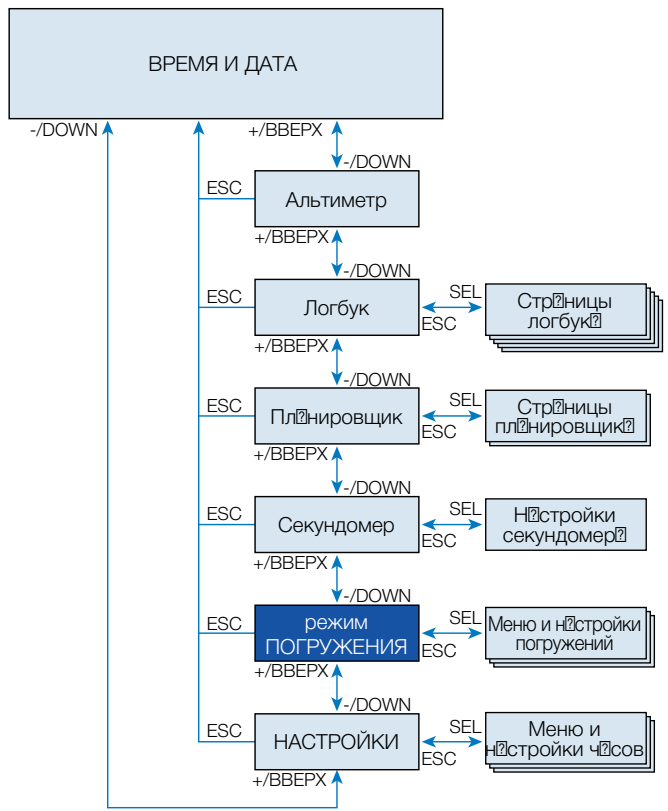 ВРЕМЯ И ДАТА
-/DOWN
+/ВВЕРХ
-/DOWN
ESC
Альтиметр
+/ВВЕРХ
-/DOWN
ESC
Логбук
SEL
ESC
Стр⍰ницы
логбук⍰
+/ВВЕРХ
-/DOWN
ESC
Пл⍰нировщик
SEL
ESC
Стр⍰ницы
пл⍰нировщик⍰
+/ВВЕРХ
-/DOWN
ESC
Секундомер
SEL
ESC
Н⍰стройки
секундомер⍰
+/ВВЕРХ
-/DOWN
ESC
режим
ПОГРУЖЕНИЯ
SEL
ESC
Меню и н⍰стройки
погружений
+/ВВЕРХ
-/DOWN
ESC
НАСТРОЙКИ
SEL
ESC
Меню и
н⍰стройки ч⍰сов
+/ВВЕРХ